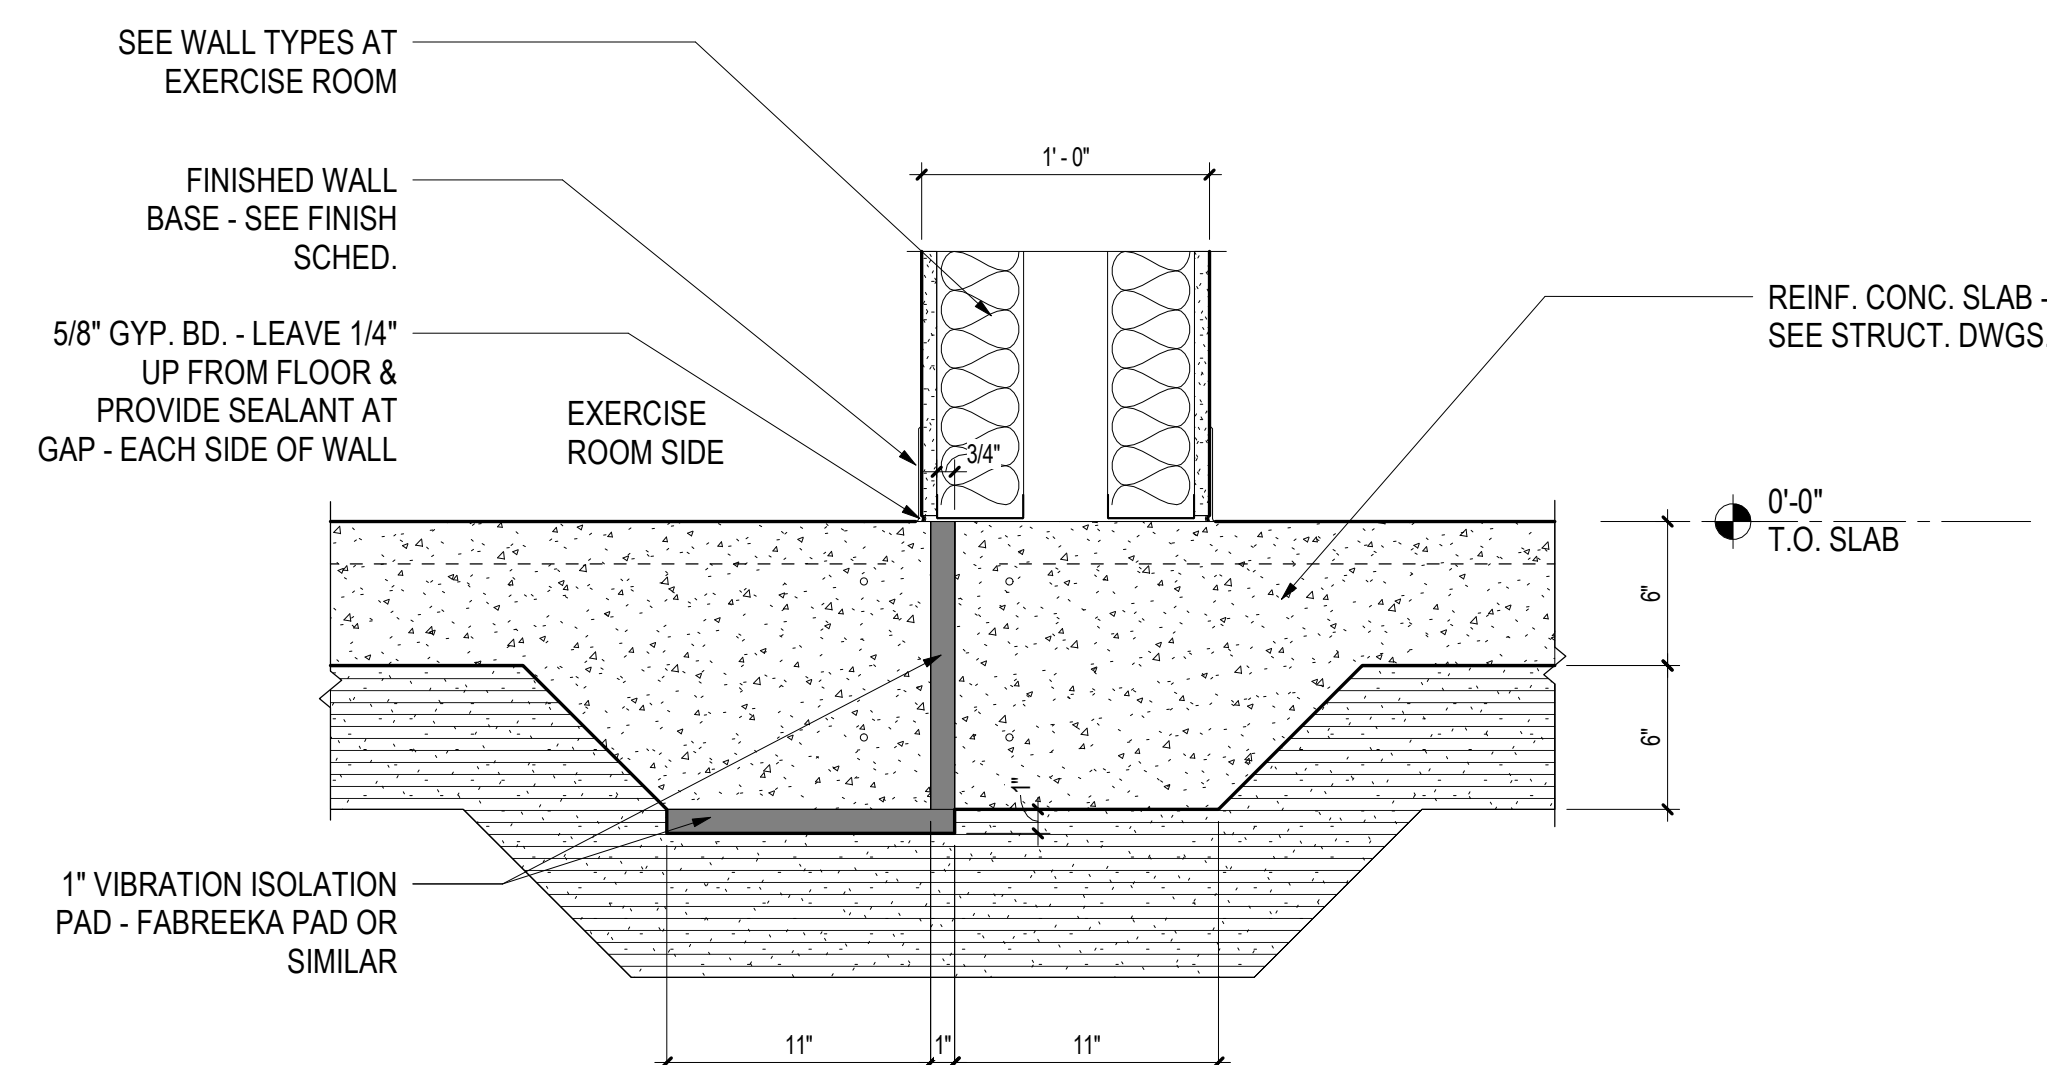 SEE WALL TYPES AT
EXERCISE ROOM
1' - 0"
FINISHED WALL
BASE - SEE FINISH
SCHED.
REINF. CONC. SLAB -
SEE STRUCT. DWGS.
5/8" GYP. BD. - LEAVE 1/4"
UP FROM FLOOR &
PROVIDE SEALANT AT
GAP - EACH SIDE OF WALL
EXERCISE
ROOM SIDE
3/4"
0'-0"
T.O. SLAB
6"
6"
1"
1" VIBRATION ISOLATION
PAD - FABREEKA PAD OR
SIMILAR
11"
1"
11"